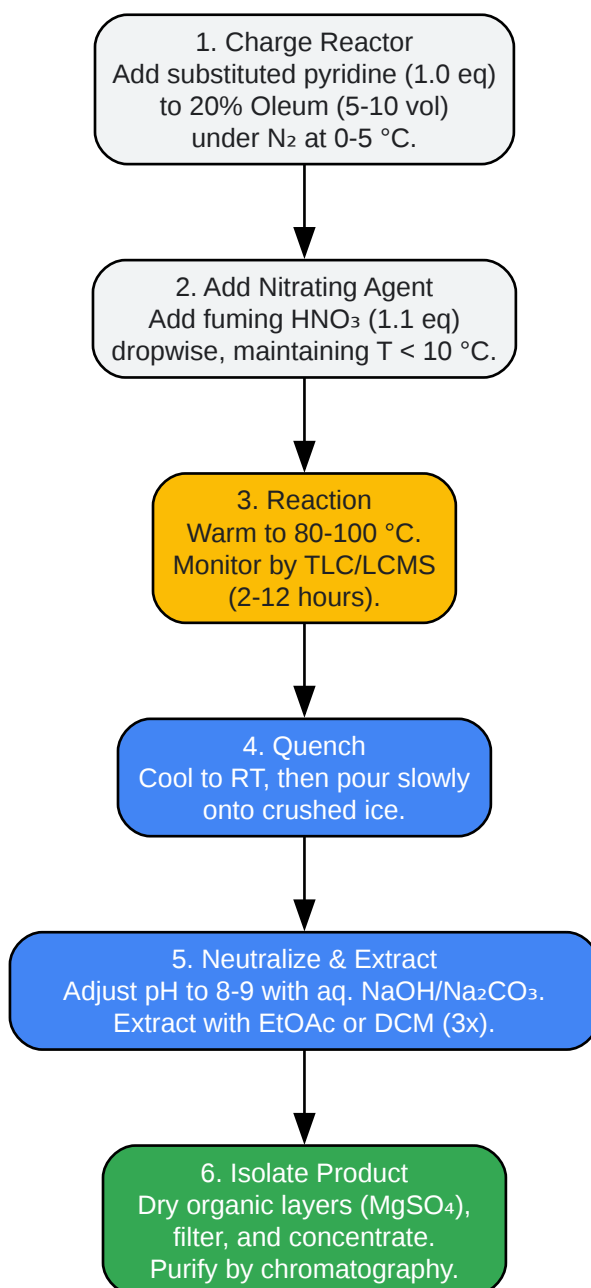 1. Charge Reactor
Add substituted pyridine (1.0 eq)
to 20% Oleum (5-10 vol)
under N₂ at 0-5 °C.
2. Add Nitrating Agent
Add fuming HNO₃ (1.1 eq)
dropwise, maintaining T < 10 °C.
3. Reaction
Warm to 80-100 °C.
Monitor by TLC/LCMS
(2-12 hours).
4. Quench
Cool to RT, then pour slowly
onto crushed ice.
5. Neutralize & Extract
Adjust pH to 8-9 with aq. NaOH/Na₂CO₃.
Extract with EtOAc or DCM (3x).
6. Isolate Product
Dry organic layers (MgSO₄),
filter, and concentrate.
Purify by chromatography.